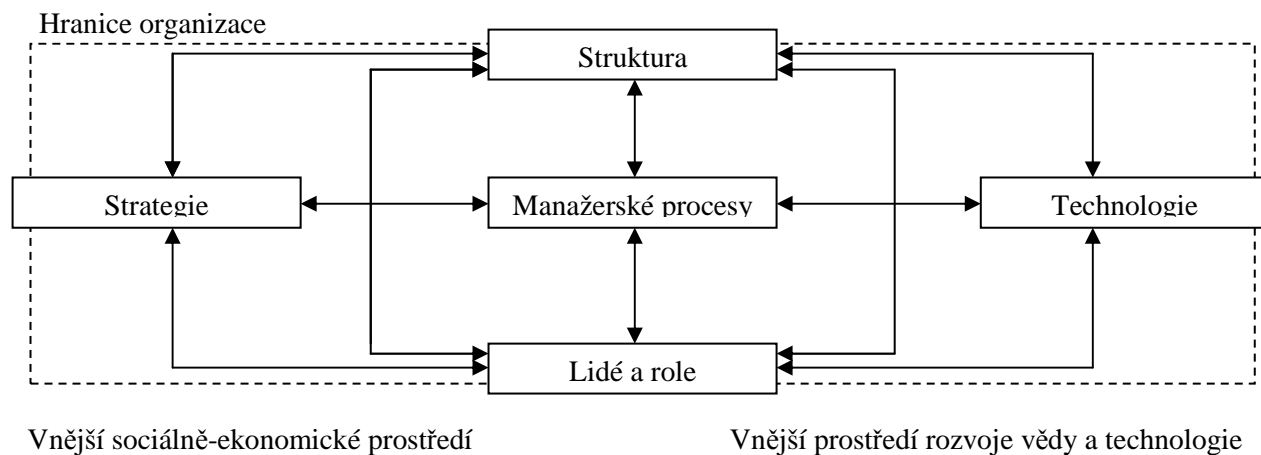 Hranice organizace
Struktura
Strategie
Manažerské procesy
Technologie
Lidé a role
Vnější sociálně-ekonomické prostředí
Vnější prostředí rozvoje vědy a technologie